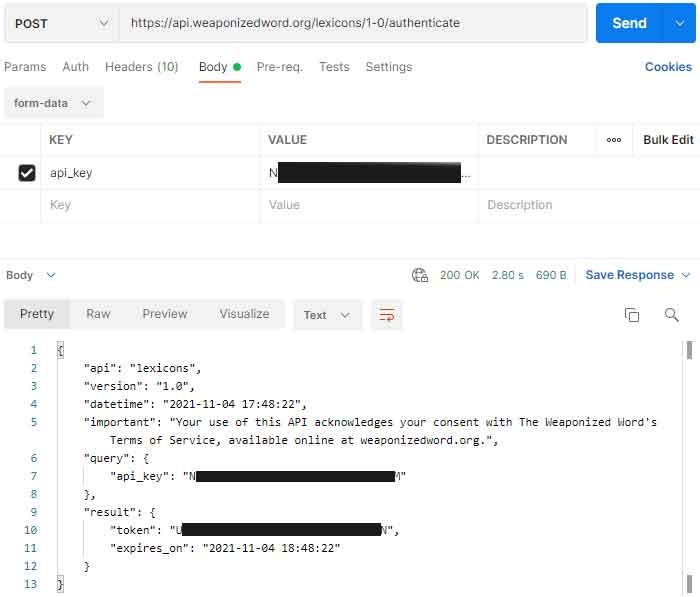 POST https://api.weaponizedword.org/lexicons/1-0/authenticate Send
Params Auth Headers (10) Body Pre-req. Tests Settings Cookies
form-data
KEY VALUE DESCRIPTION ooo Bulk Edit
api_key N ...
Key Value Description
Body 200 OK 2.80 s 690 B Save Response
Pretty Raw Preview Visualize Text
1 {
2 "api": "lexicons",
3 "version": "1.0",
4 "datetime": "2021-11-04 17:48:22",
5 "important": "Your use of this API acknowledges your consent with The Weaponized Word's
Terms of Service, available online at weaponizedword.org.",
6 "query": {
7 "api_key": "N M"
8 },
9 "result": {
10 "token": "U N",
11 "expires_on": "2021-11-04 18:48:22"
12 }
13 }